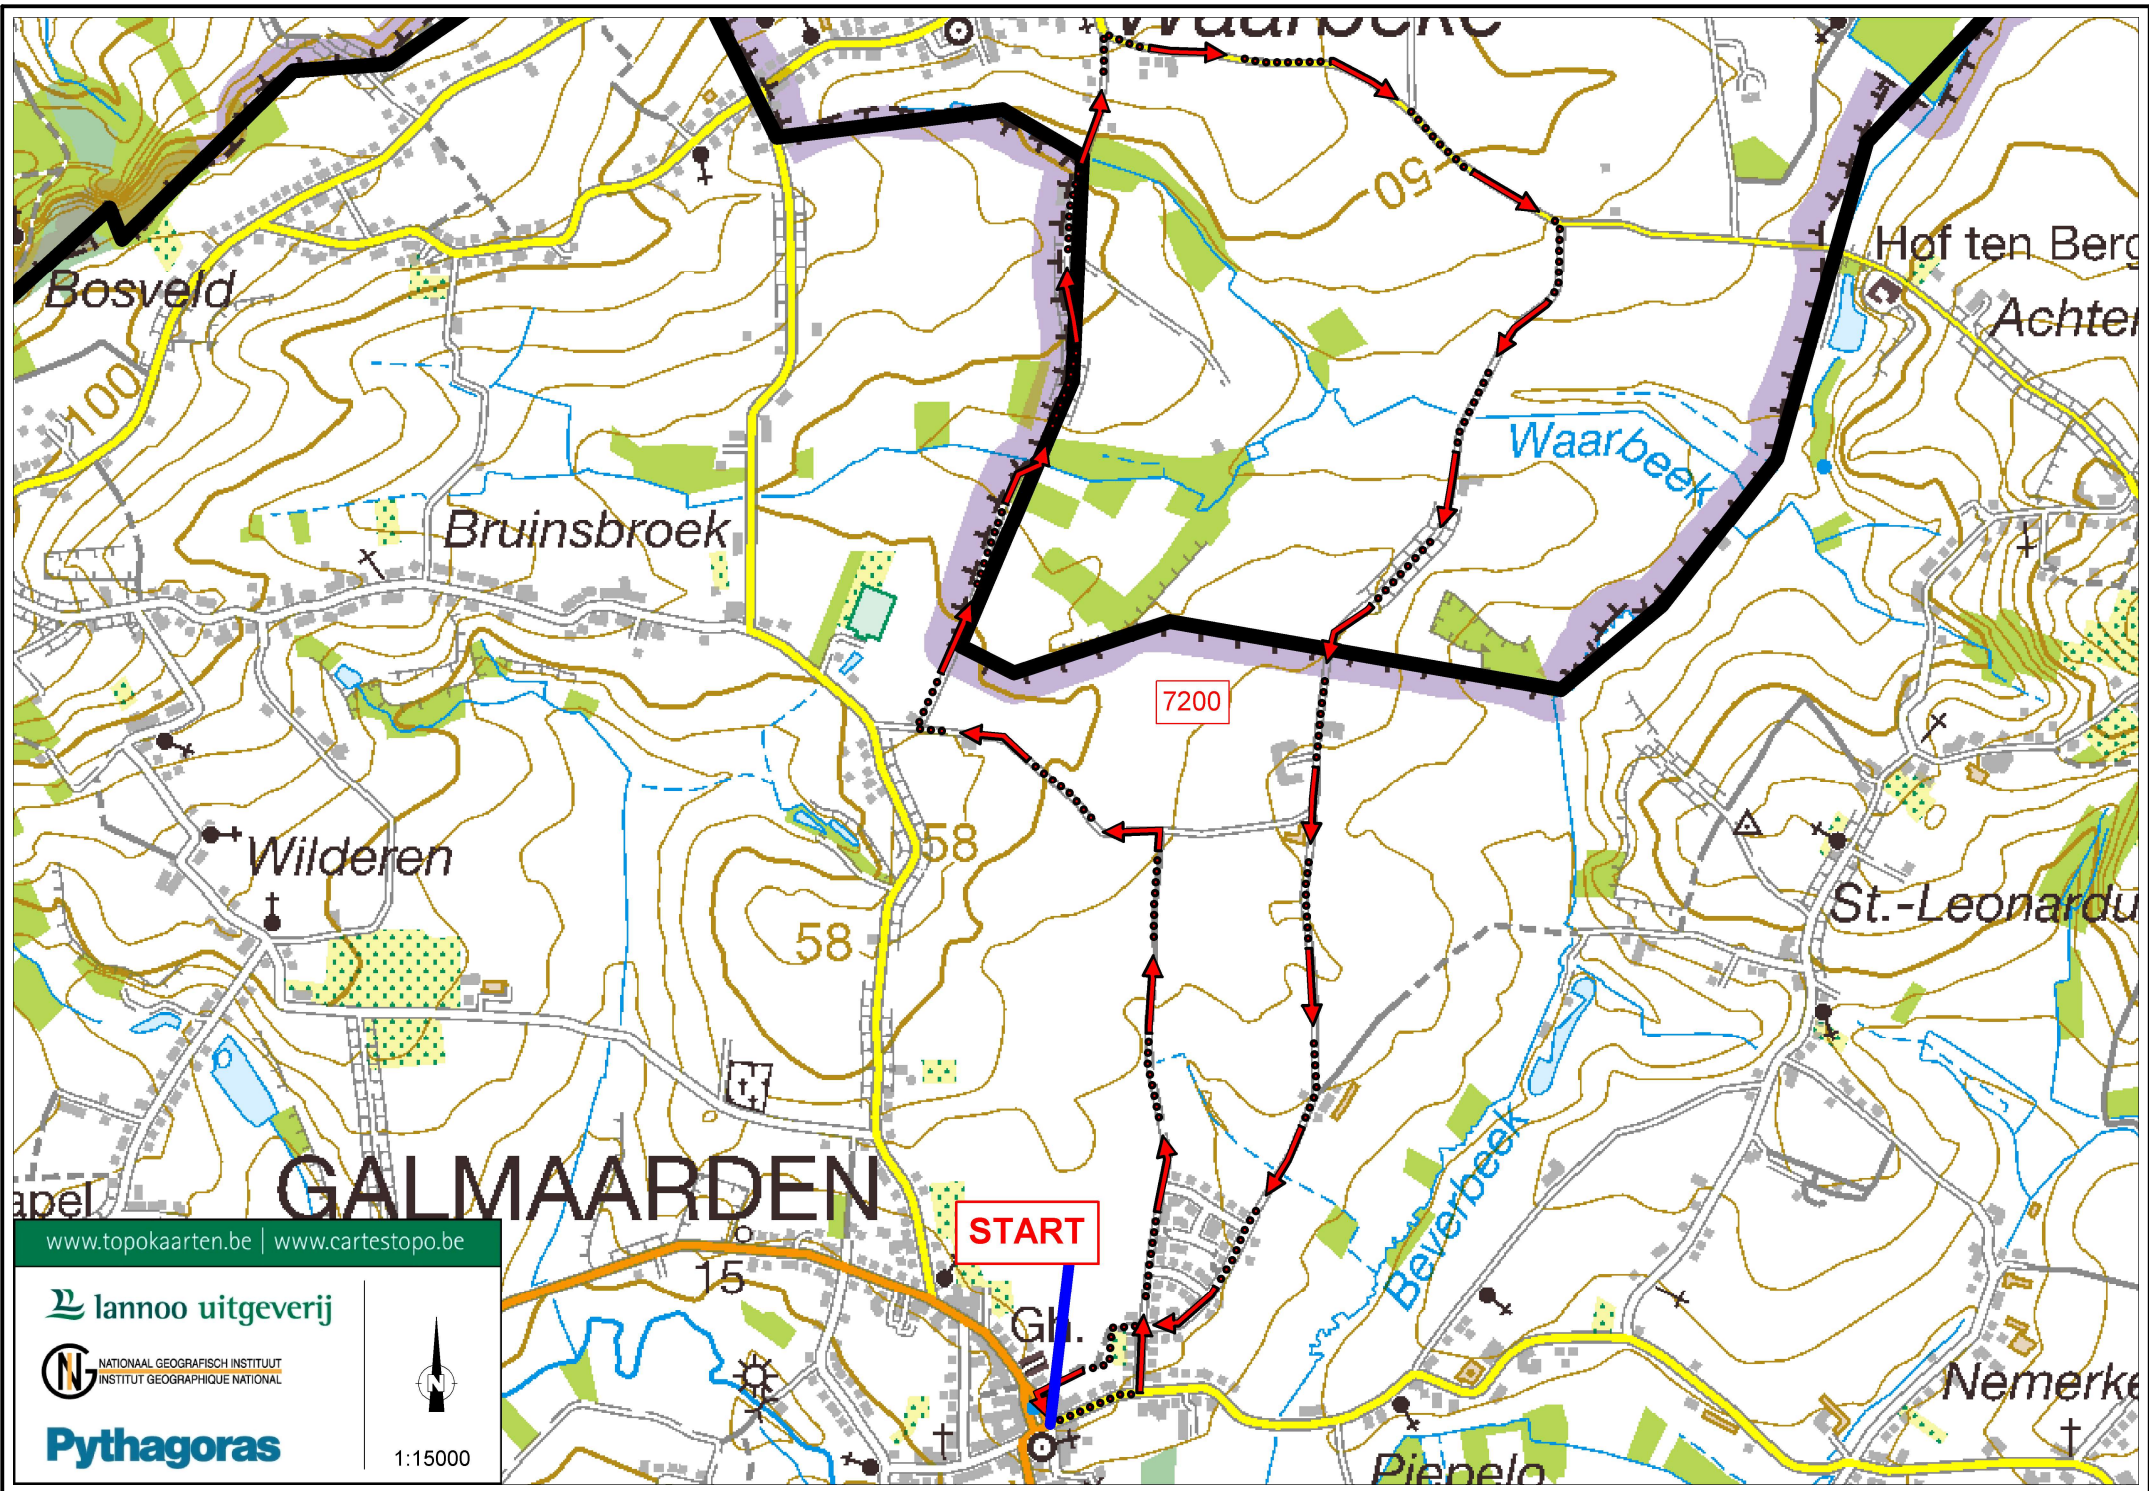 Waarbeke
50
Hof ten Berg
Bosveld
Achter
100
Waarbeek
Bruinsbroek
7200
58
Wilderen
St.-Leonardu
58
Beverbeek
GALMAARDEN
apel
START
www.topokaarten.be | www.cartestopo.be
15
lannoo uitgeverij
Gh.
NATIONAAL GEOGRAFISCH INSTITUUT
INSTITUT GEOGRAPHIQUE NATIONAL
N
Nemerke
Pythagoras
1:15000
Piepelo